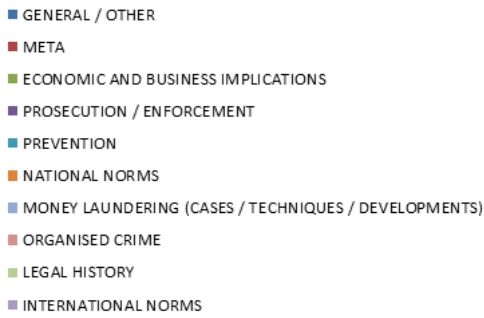 GENERAL / OTHER
META
ECONOMIC AND BUSINESS IMPLICATIONS
PROSECUTION / ENFORCEMENT
PREVENTION
NATIONAL NORMS
MONEY LAUNDERING (CASES / TECHNIQUES / DEVELOPMENTS)
ORGANISED CRIME
LEGAL HISTORY
INTERNATIONAL NORMS